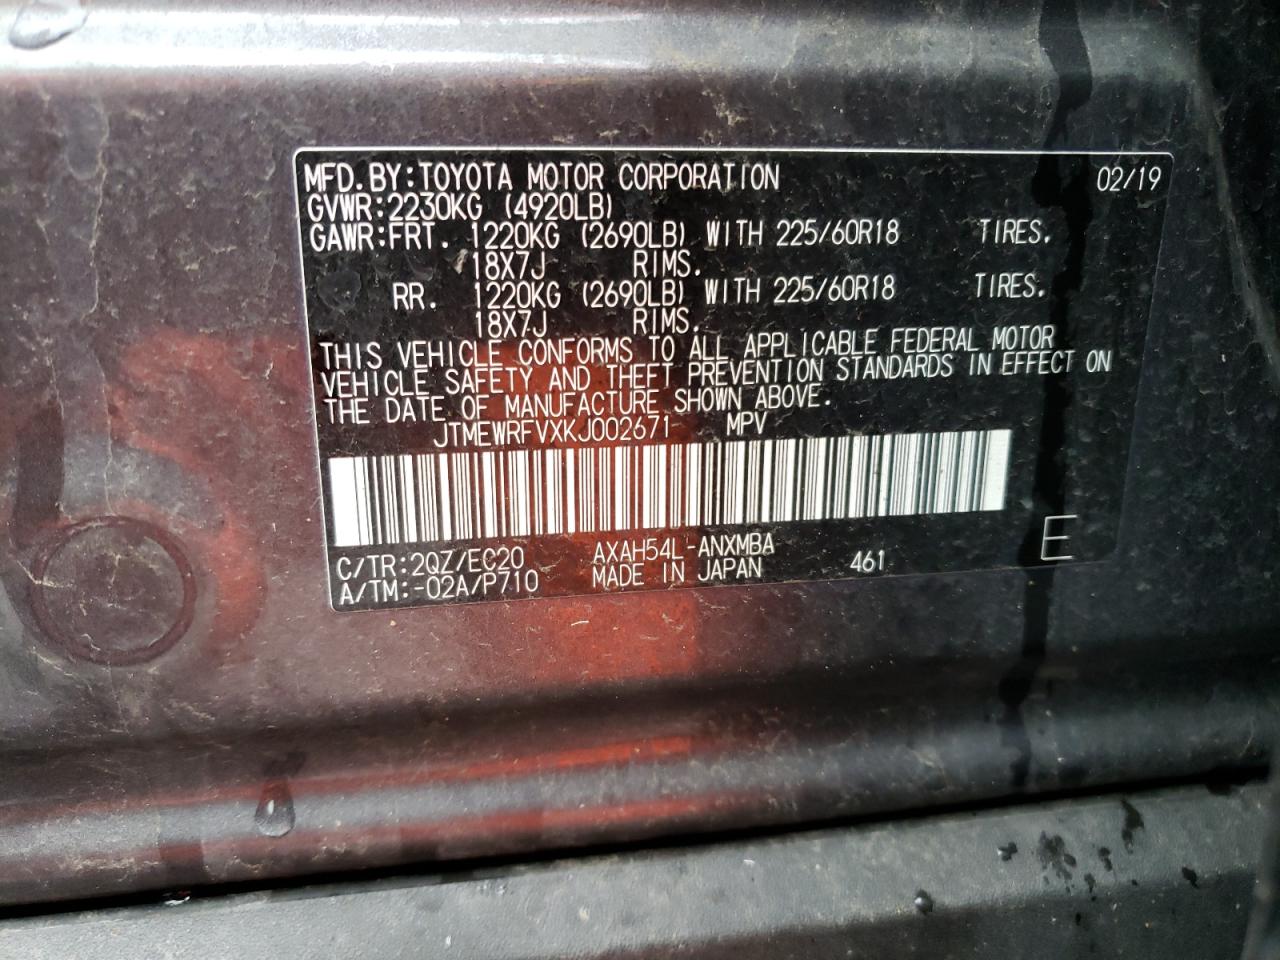 MFD.BY:TOYOTA MOTOR CORPORATION 02/19
GVWR:2230KG (4920LB)
GAWR:FRT. 1220KG (2690LB) WITH 225/60R18 TIRES.
18X7J RIMS.
RR. 1220KG (2690LB) WITH 225/60R18 TIRES.
18X7J RIMS.
THIS VEHICLE CONFORMS TO ALL APPLICABLE FEDERAL MOTOR
VEHICLE SAFETY AND THEFT PREVENTION STANDARDS IN EFFECT ON
THE DATE OF MANUFACTURE SHOWN ABOVE.
JTMEWRFVXKJ002671 MPV
C/TR:2QZ/EC20 AXAH54L-ANXMBA 461 E
A/TM:-02A/P710 MADE IN JAPAN